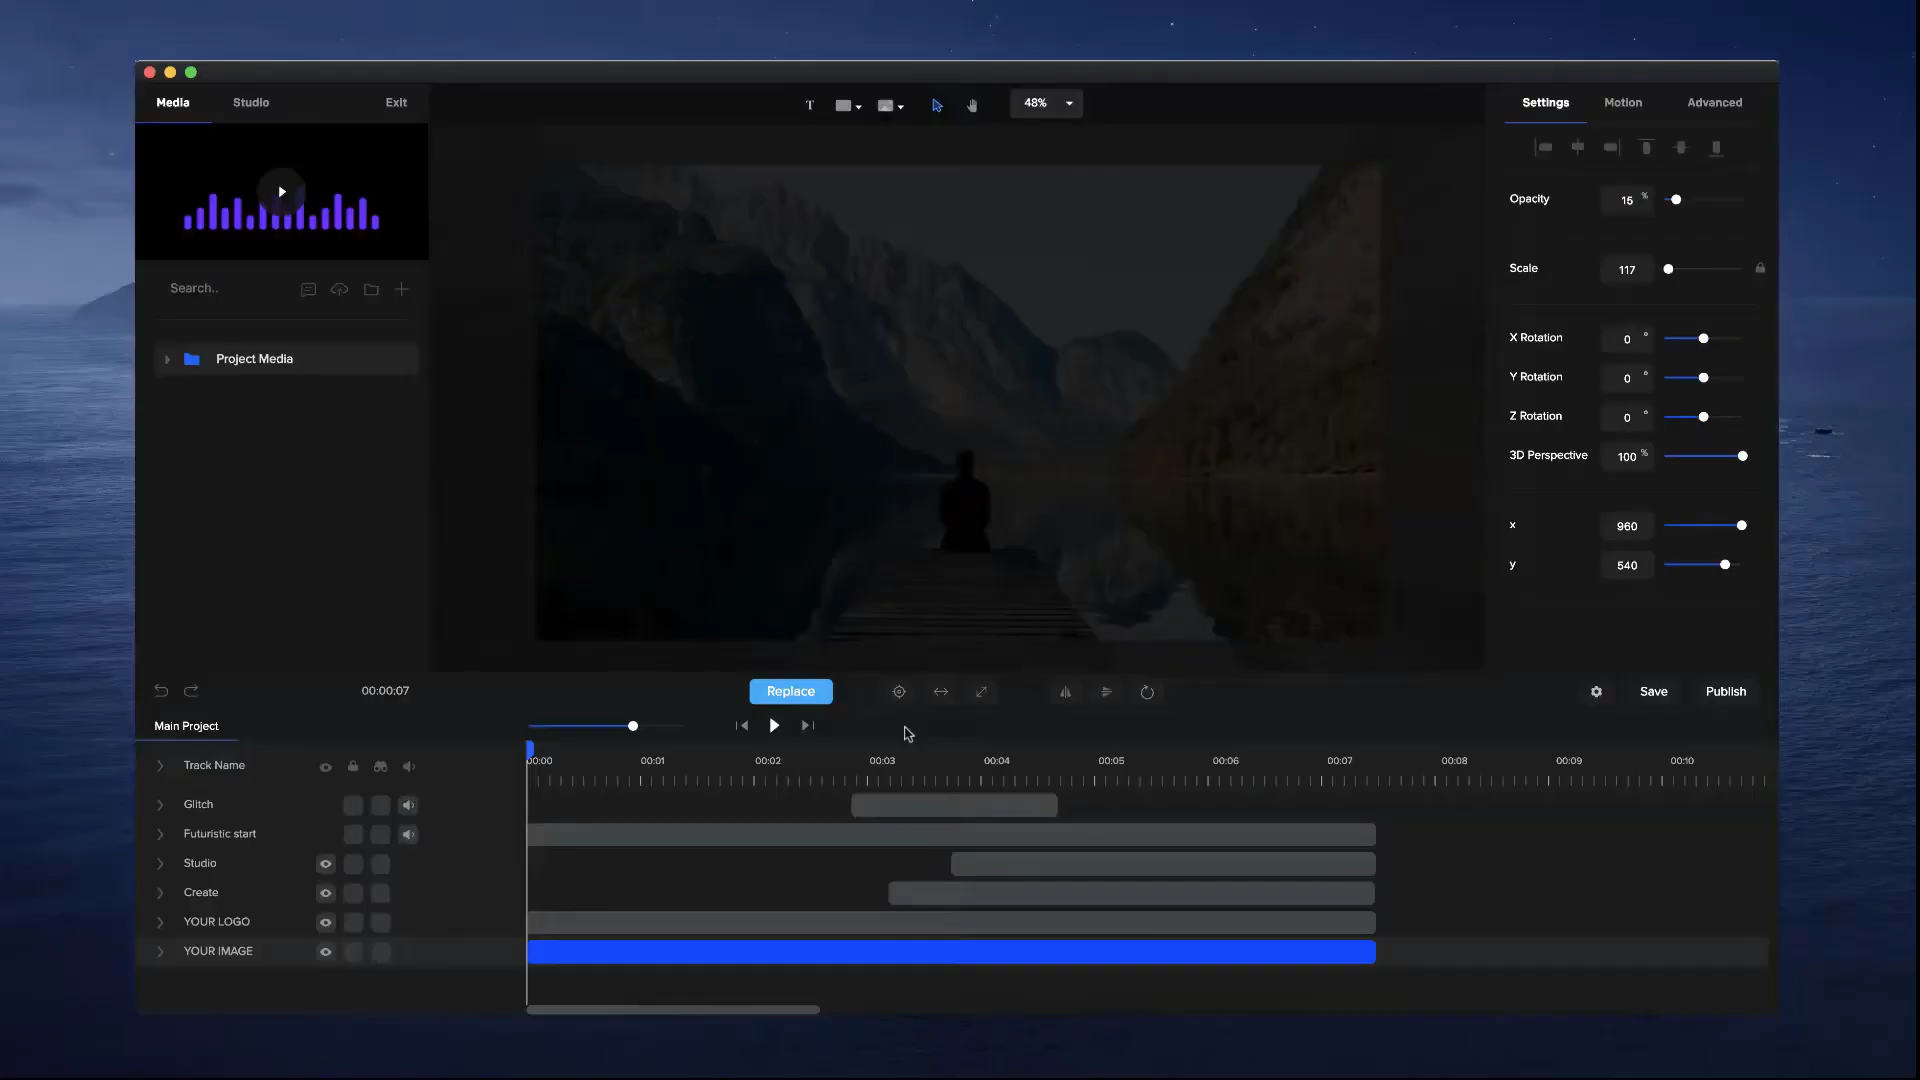 Media Studio Exit
T 48%
Settings Motion Advanced
Opacity 15 %
Scale 117
Search..
X Rotation 0 °
Project Media
Y Rotation 0 °
Z Rotation 0 °
3D Perspective 100 %
x 960
y 540
00:00:07 Replace Save Publish
Main Project
Track Name
00:00 00:01 00:02 00:03 00:04 00:05 00:06 00:07 00:08 00:09 00:10
Glitch
Futuristic start
Studio
Create
YOUR LOGO
YOUR IMAGE